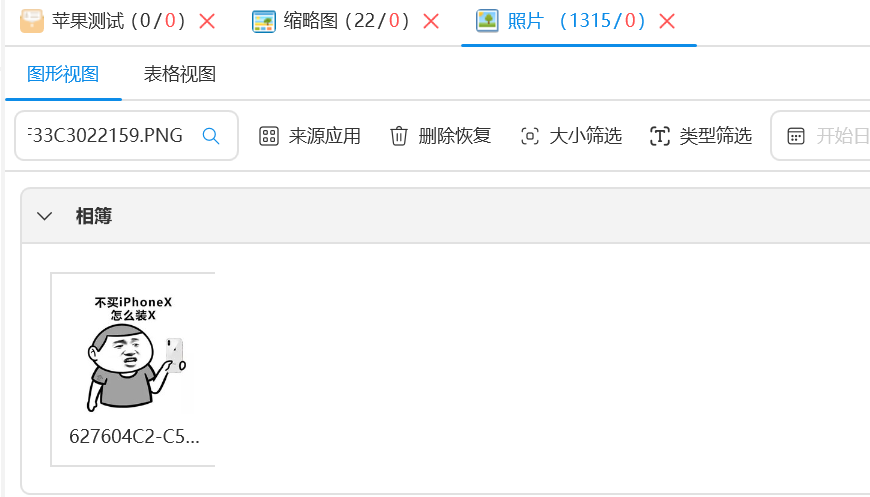 苹果测试 (0/0)
缩略图 (22/0)
照片 (1315/0)
图形视图
表格视图
F33C3022159.PNG
来源应用
删除恢复
大小筛选
类型筛选
开始日
相簿
不买iPhoneX
怎么装X
627604C2-C5...